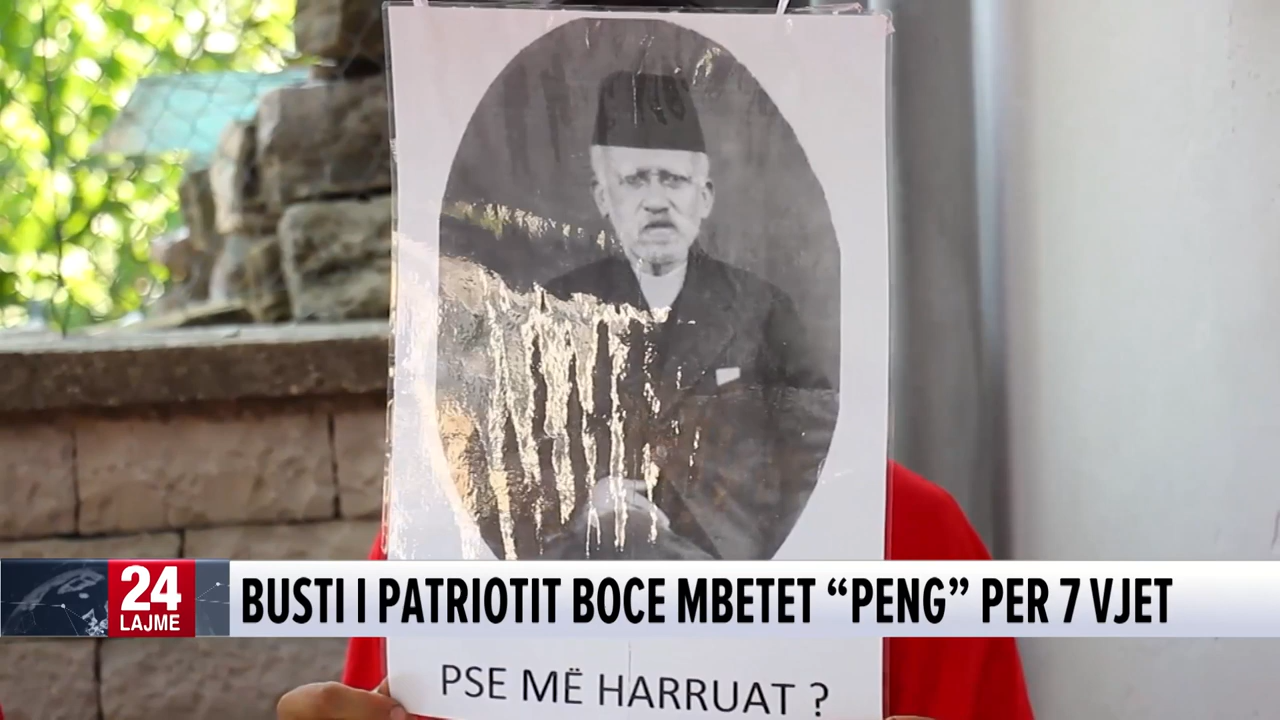 24
LAJME
BUSTI I PATRIOTIT BOCE MBETET “PENG” PER 7 VJET
PSE MË HARRUAT ?